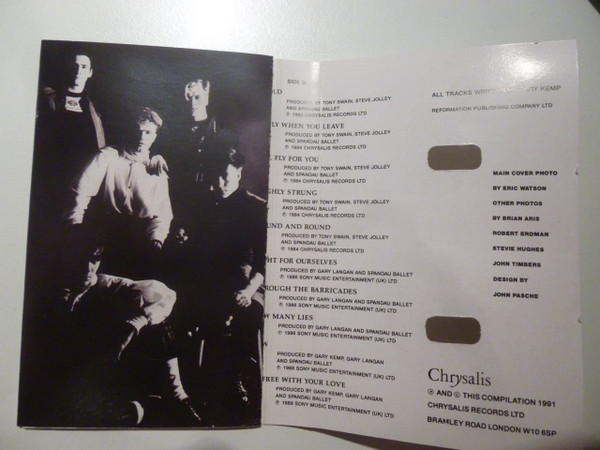 SIDE
OLD
PRODUCED BY TONY SWAIN, STEVE JOLLEY
AND SPANDAU BALLET
℗ 1983 CHRYSALIS RECORDS LTD
LY WHEN YOU LEAVE
PRODUCED BY TONY SWAIN, STEVE JOLLEY
AND SPANDAU BALLET
℗ 1984 CHRYSALIS RECORDS LTD
FLY FOR YOU
PRODUCED BY TONY SWAIN, STEVE JOLLEY
AND SPANDAU BALLET
℗ 1984 CHRYSALIS RECORDS LTD
GHLY STRUNG
PRODUCED BY TONY SWAIN, STEVE JOLLEY
AND SPANDAU BALLET
℗ 1984 CHRYSALIS RECORDS LTD
UND AND ROUND
PRODUCED BY TONY SWAIN, STEVE JOLLEY
AND SPANDAU BALLET
℗ 1984 CHRYSALIS RECORDS LTD
HT FOR OURSELVES
PRODUCED BY GARY LANGAN AND SPANDAU BALLET
℗ 1986 SONY MUSIC ENTERTAINMENT (UK) LTD
ROUGH THE BARRICADES
PRODUCED BY GARY LANGAN AND SPANDAU BALLET
℗ 1986 SONY MUSIC ENTERTAINMENT (UK) LTD
W MANY LIES
PRODUCED BY GARY LANGAN AND SPANDAU BALLET
℗ 1986 SONY MUSIC ENTERTAINMENT (UK) LTD
PRODUCED BY GARY KEMP, GARY LANGAN
AND SPANDAU BALLET
℗ 1988 SONY MUSIC ENTERTAINMENT (UK) LTD
FREE WITH YOUR LOVE
PRODUCED BY GARY KEMP, GARY LANGAN
AND SPANDAU BALLET
℗ 1989 SONY MUSIC ENTERTAINMENT (UK) LTD
ALL TRACKS KEMP
REFORMATION PUBLISHING COMPANY LTD
MAIN COVER PHOTO
BY ERIC WATSON
OTHER PHOTOS
BY BRIAN ARIS
ROBERT ERDMAN
STEVIE HUGHES
JOHN TIMBERS
DESIGN BY
JOHN PASCHE
Chrysalis
℗ AND © THIS COMPILATION 1991
CHRYSALIS RECORDS LTD
BRAMLEY ROAD LONDON W10 6SP